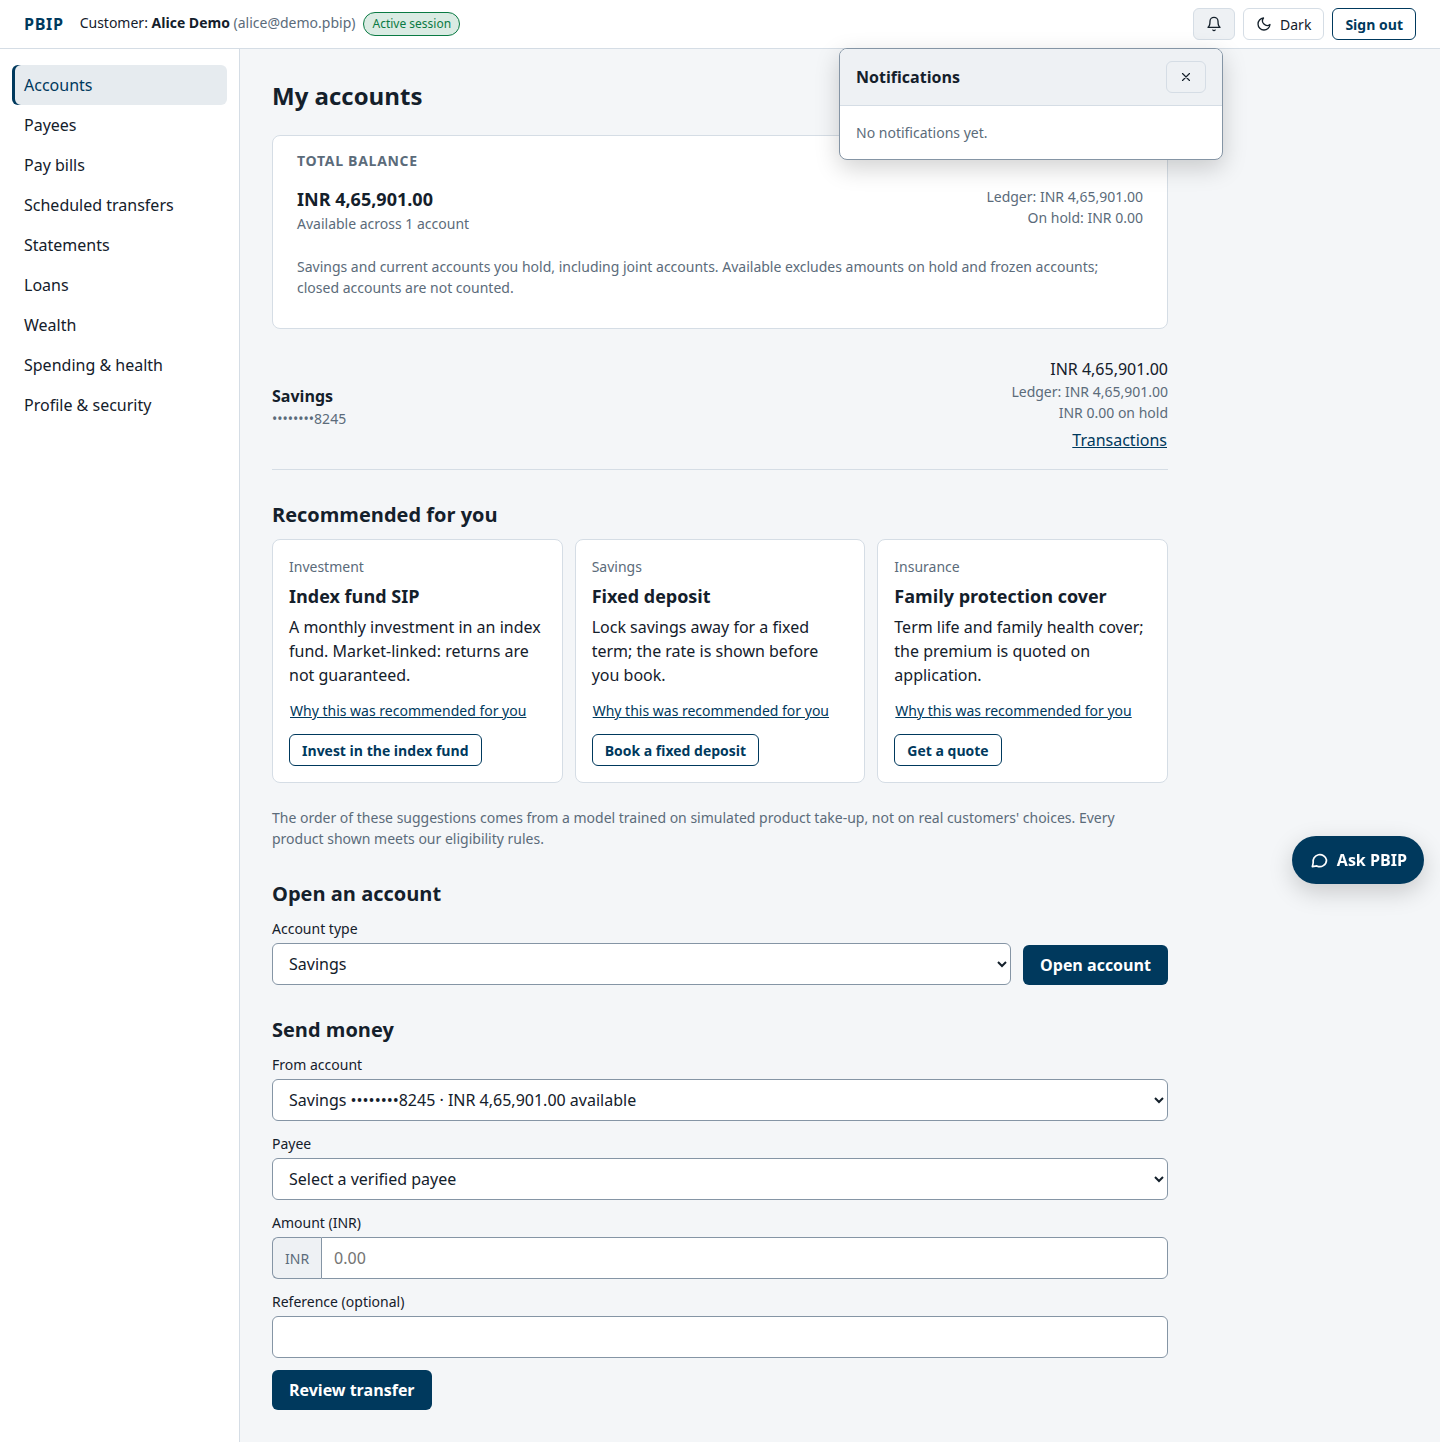 PBIP
Customer: Alice Demo (alice@demo.pbip)
Active session
Dark
Sign out
Accounts
Payees
Pay bills
Scheduled transfers
Statements
Loans
Wealth
Spending & health
Profile & security
Notifications
No notifications yet.
My accounts
TOTAL BALANCE
INR 4,65,901.00
Available across 1 account
Ledger: INR 4,65,901.00
On hold: INR 0.00
Savings and current accounts you hold, including joint accounts. Available excludes amounts on hold and frozen accounts;
closed accounts are not counted.
Savings
••••••••8245
INR 4,65,901.00
Ledger: INR 4,65,901.00
INR 0.00 on hold
Transactions
Recommended for you
Investment
Index fund SIP
A monthly investment in an index
fund. Market-linked: returns are
not guaranteed.
Why this was recommended for you
Invest in the index fund
Savings
Fixed deposit
Lock savings away for a fixed
term; the rate is shown before
you book.
Why this was recommended for you
Book a fixed deposit
Insurance
Family protection cover
Term life and family health cover;
the premium is quoted on
application.
Why this was recommended for you
Get a quote
The order of these suggestions comes from a model trained on simulated product take-up, not on real customers' choices. Every
product shown meets our eligibility rules.
Ask PBIP
Open an account
Account type
Savings
Open account
Send money
From account
Savings ••••••••8245 · INR 4,65,901.00 available
Payee
Select a verified payee
Amount (INR)
INR
0.00
Reference (optional)
Review transfer